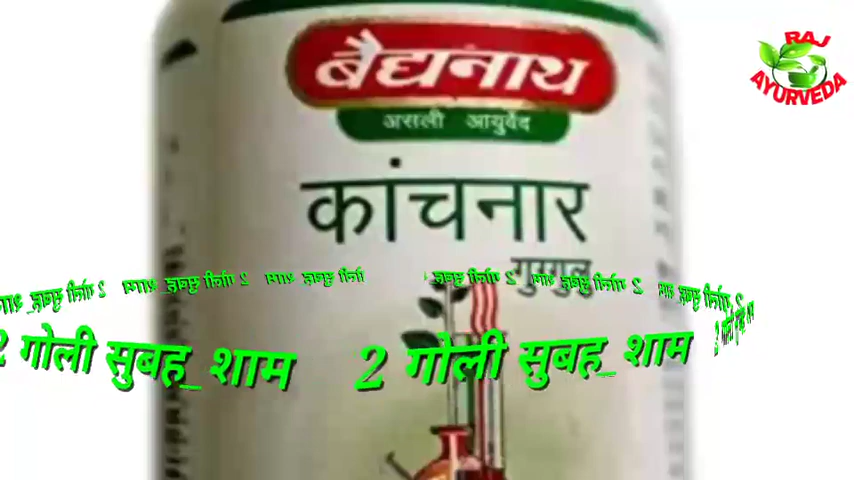 बैद्यनाथ
असली आयुर्वेद
RAJ
AYURVEDA
कांचनार
गुग्गुलु
2 गोली सुबह_शाम 2 गोली सुबह_शाम